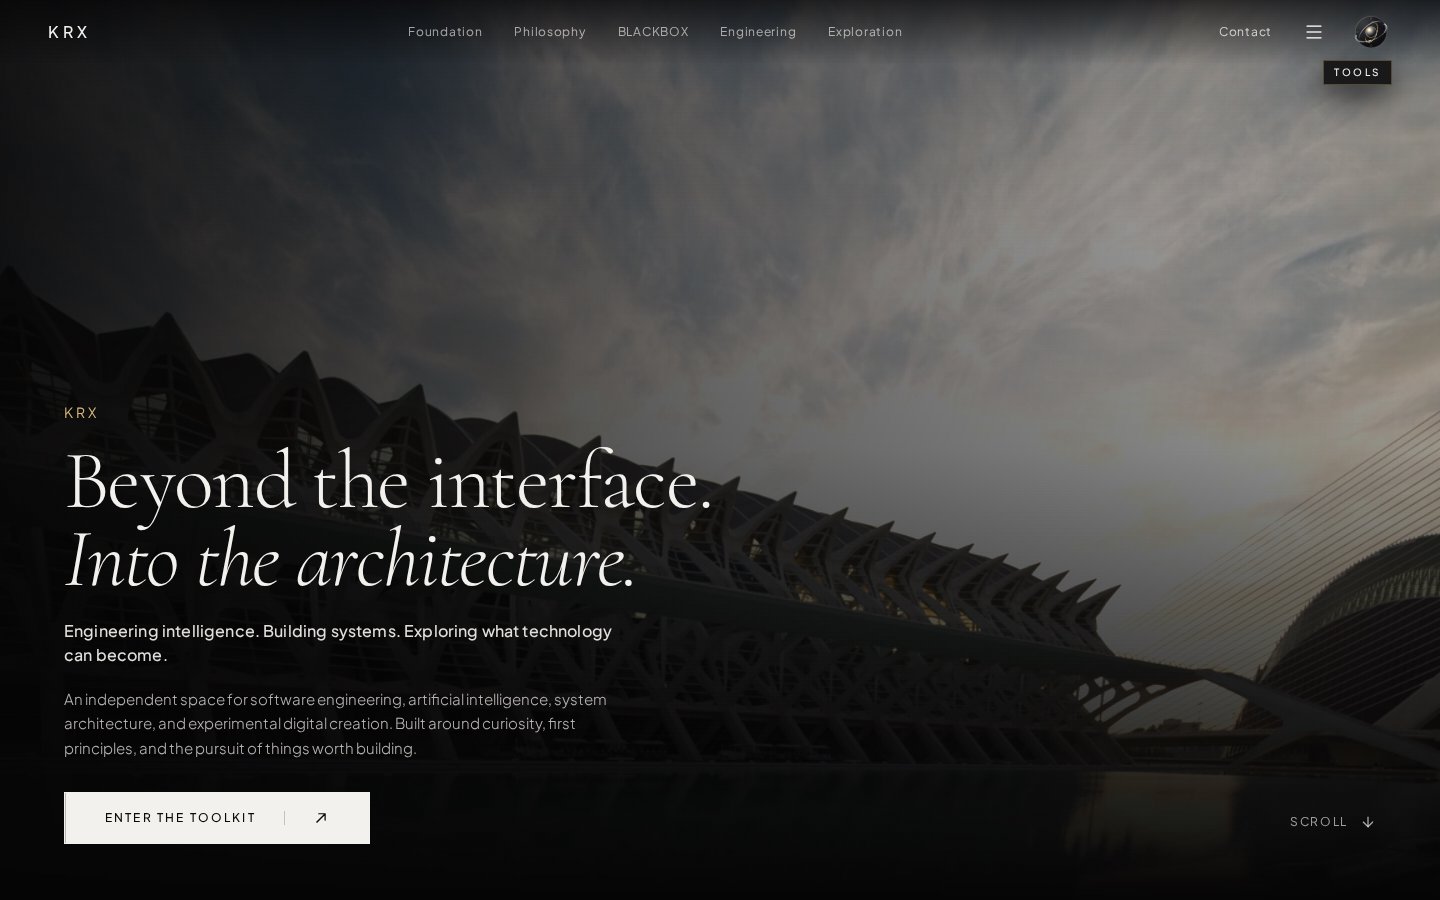 KRX
Foundation
Philosophy
BLACKBOX
Engineering
Exploration
Contact
TOOLS
KRX
Beyond the interface.
Into the architecture.
Engineering intelligence. Building systems. Exploring what technology
can become.
An independent space for software engineering, artificial intelligence, system
architecture, and experimental digital creation. Built around curiosity, first
principles, and the pursuit of things worth building.
ENTER THE TOOLKIT
SCROLL